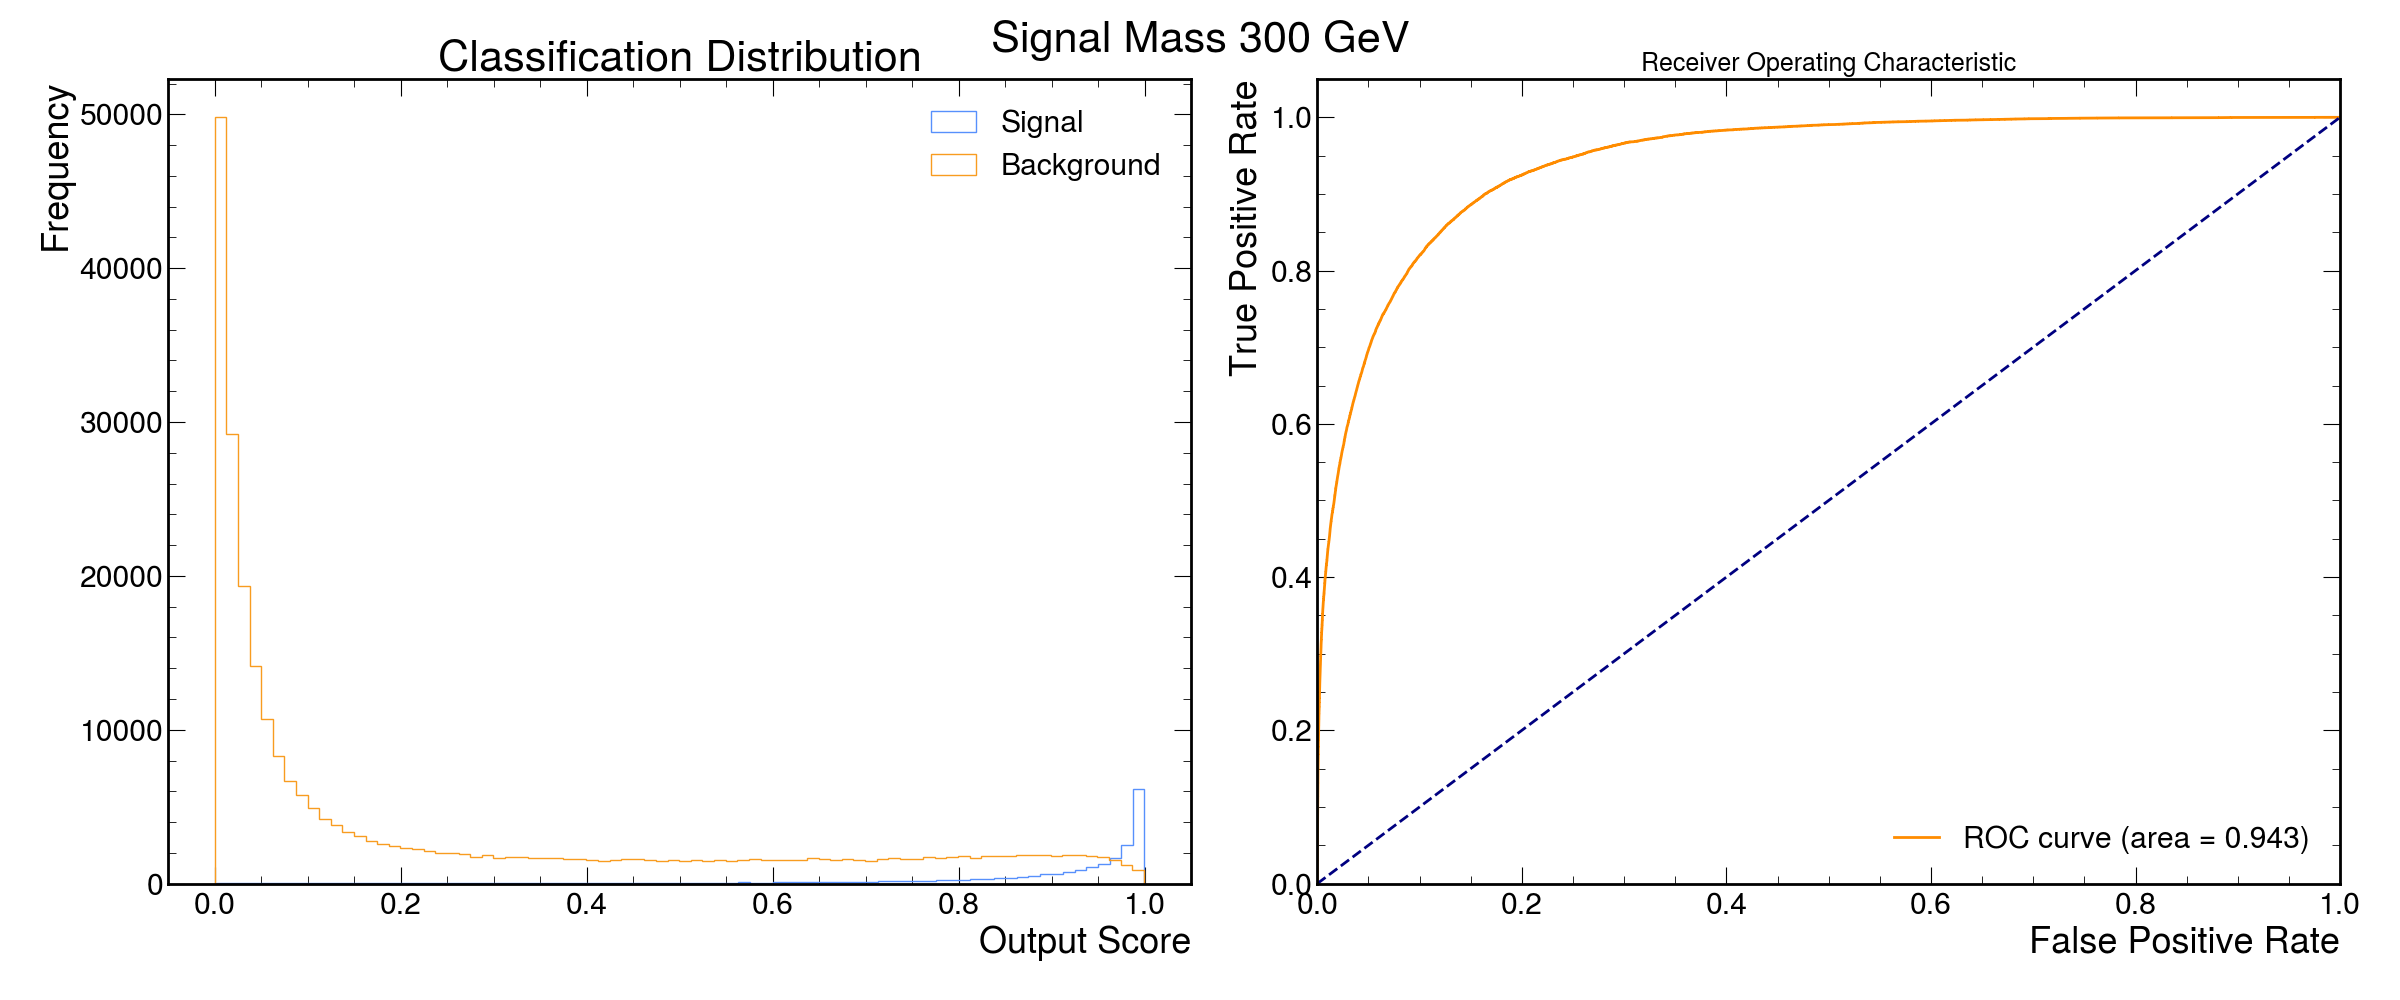 Signal Mass 300 GeV
Classification Distribution
Frequency
50000
40000
30000
20000
10000
0
0.0 0.2 0.4 0.6 0.8 1.0
Output Score
Signal
Background
Receiver Operating Characteristic
True Positive Rate
1.0
0.8
0.6
0.4
0.2
0.0
0.0 0.2 0.4 0.6 0.8 1.0
False Positive Rate
ROC curve (area = 0.943)